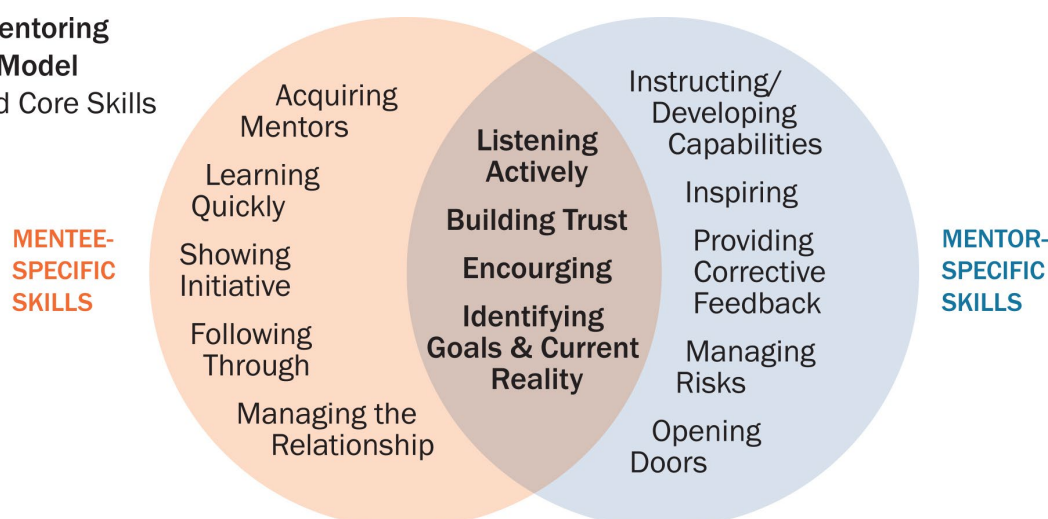 entoring
Model
d Core Skills
MENTEE-
SPECIFIC
SKILLS
Acquiring
Mentors
Learning
Quickly
Showing
Initiative
Following
Through
Managing the
Relationship
Listening
Actively
Building Trust
Encourging
Identifying
Goals & Current
Reality
Instructing/
Developing
Capabilities
Inspiring
Providing
Corrective
Feedback
Managing
Risks
Opening
Doors
MENTOR-
SPECIFIC
SKILLS